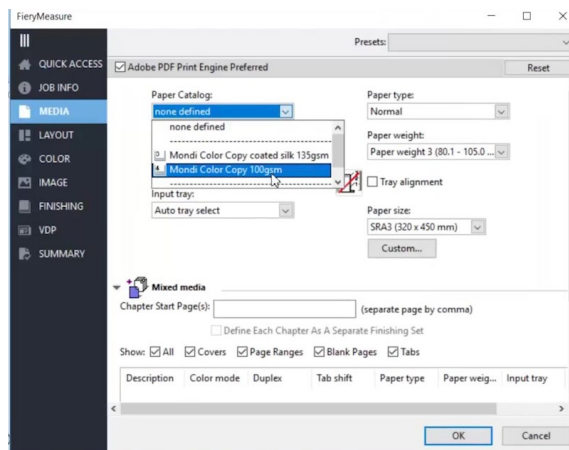 FieryMeasure
Presets:
QUICK ACCESS
JOB INFO
MEDIA
LAYOUT
COLOR
IMAGE
FINISHING
VDP
SUMMARY
Adobe PDF Print Engine Preferred
Reset
Paper Catalog:
none defined
none defined
Mondi Color Copy coated silk 135gsm
Mondi Color Copy 100gsm
Input tray:
Auto tray select
Paper type:
Normal
Paper weight:
Paper weight 3 (80.1 - 105.0 ...
Tray alignment
Paper size:
SRA3 (320 x 450 mm)
Custom...
Mixed media
Chapter Start Page(s):
(separate page by comma)
Define Each Chapter As A Separate Finishing Set
Show: All Covers Page Ranges Blank Pages Tabs
Description Color mode Duplex Tab shift Paper type Paper weig... Input tray
OK Cancel